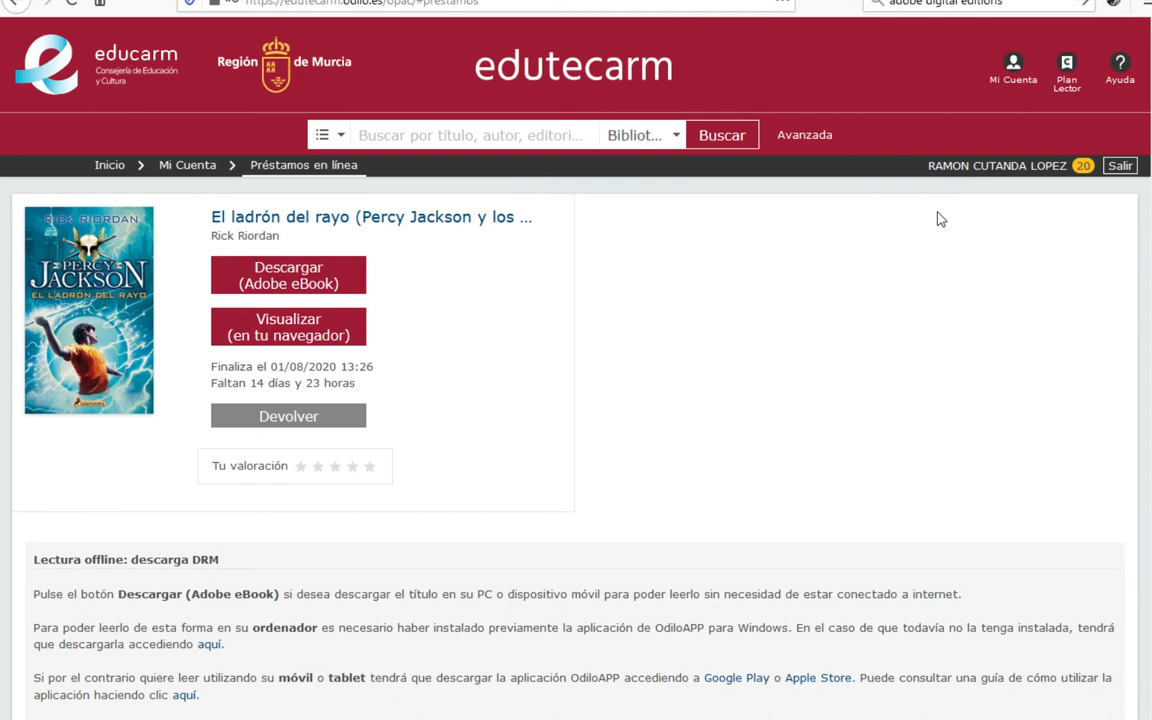 https://edutecarm.odilo.es/opac/#prestamos
adobe digital editions
educarm
Consejería de Educación
y Cultura
Región de Murcia
edutecarm
Mi Cuenta
Plan
Lector
Ayuda
Buscar por título, autor, editori...
Bibliot...
Buscar
Avanzada
Inicio
Mi Cuenta
Préstamos en línea
RAMON CUTANDA LOPEZ 20 Salir
RICK RIORDAN
PERCY
JACKSON
EL LADRÓN DEL RAYO
El ladrón del rayo (Percy Jackson y los ...
Rick Riordan
Descargar
(Adobe eBook)
Visualizar
(en tu navegador)
Finaliza el 01/08/2020 13:26
Faltan 14 días y 23 horas
Devolver
Tu valoración
Lectura offline: descarga DRM
Pulse el botón Descargar (Adobe eBook) si desea descargar el título en su PC o dispositivo móvil para poder leerlo sin necesidad de estar conectado a internet.
Para poder leerlo de esta forma en su ordenador es necesario haber instalado previamente la aplicación de OdiloAPP para Windows. En el caso de que todavía no la tenga instalada, tendrá
que descargarla accediendo aquí.
Si por el contrario quiere leer utilizando su móvil o tablet tendrá que descargar la aplicación OdiloAPP accediendo a Google Play o Apple Store. Puede consultar una guía de cómo utilizar la
aplicación haciendo clic aquí.